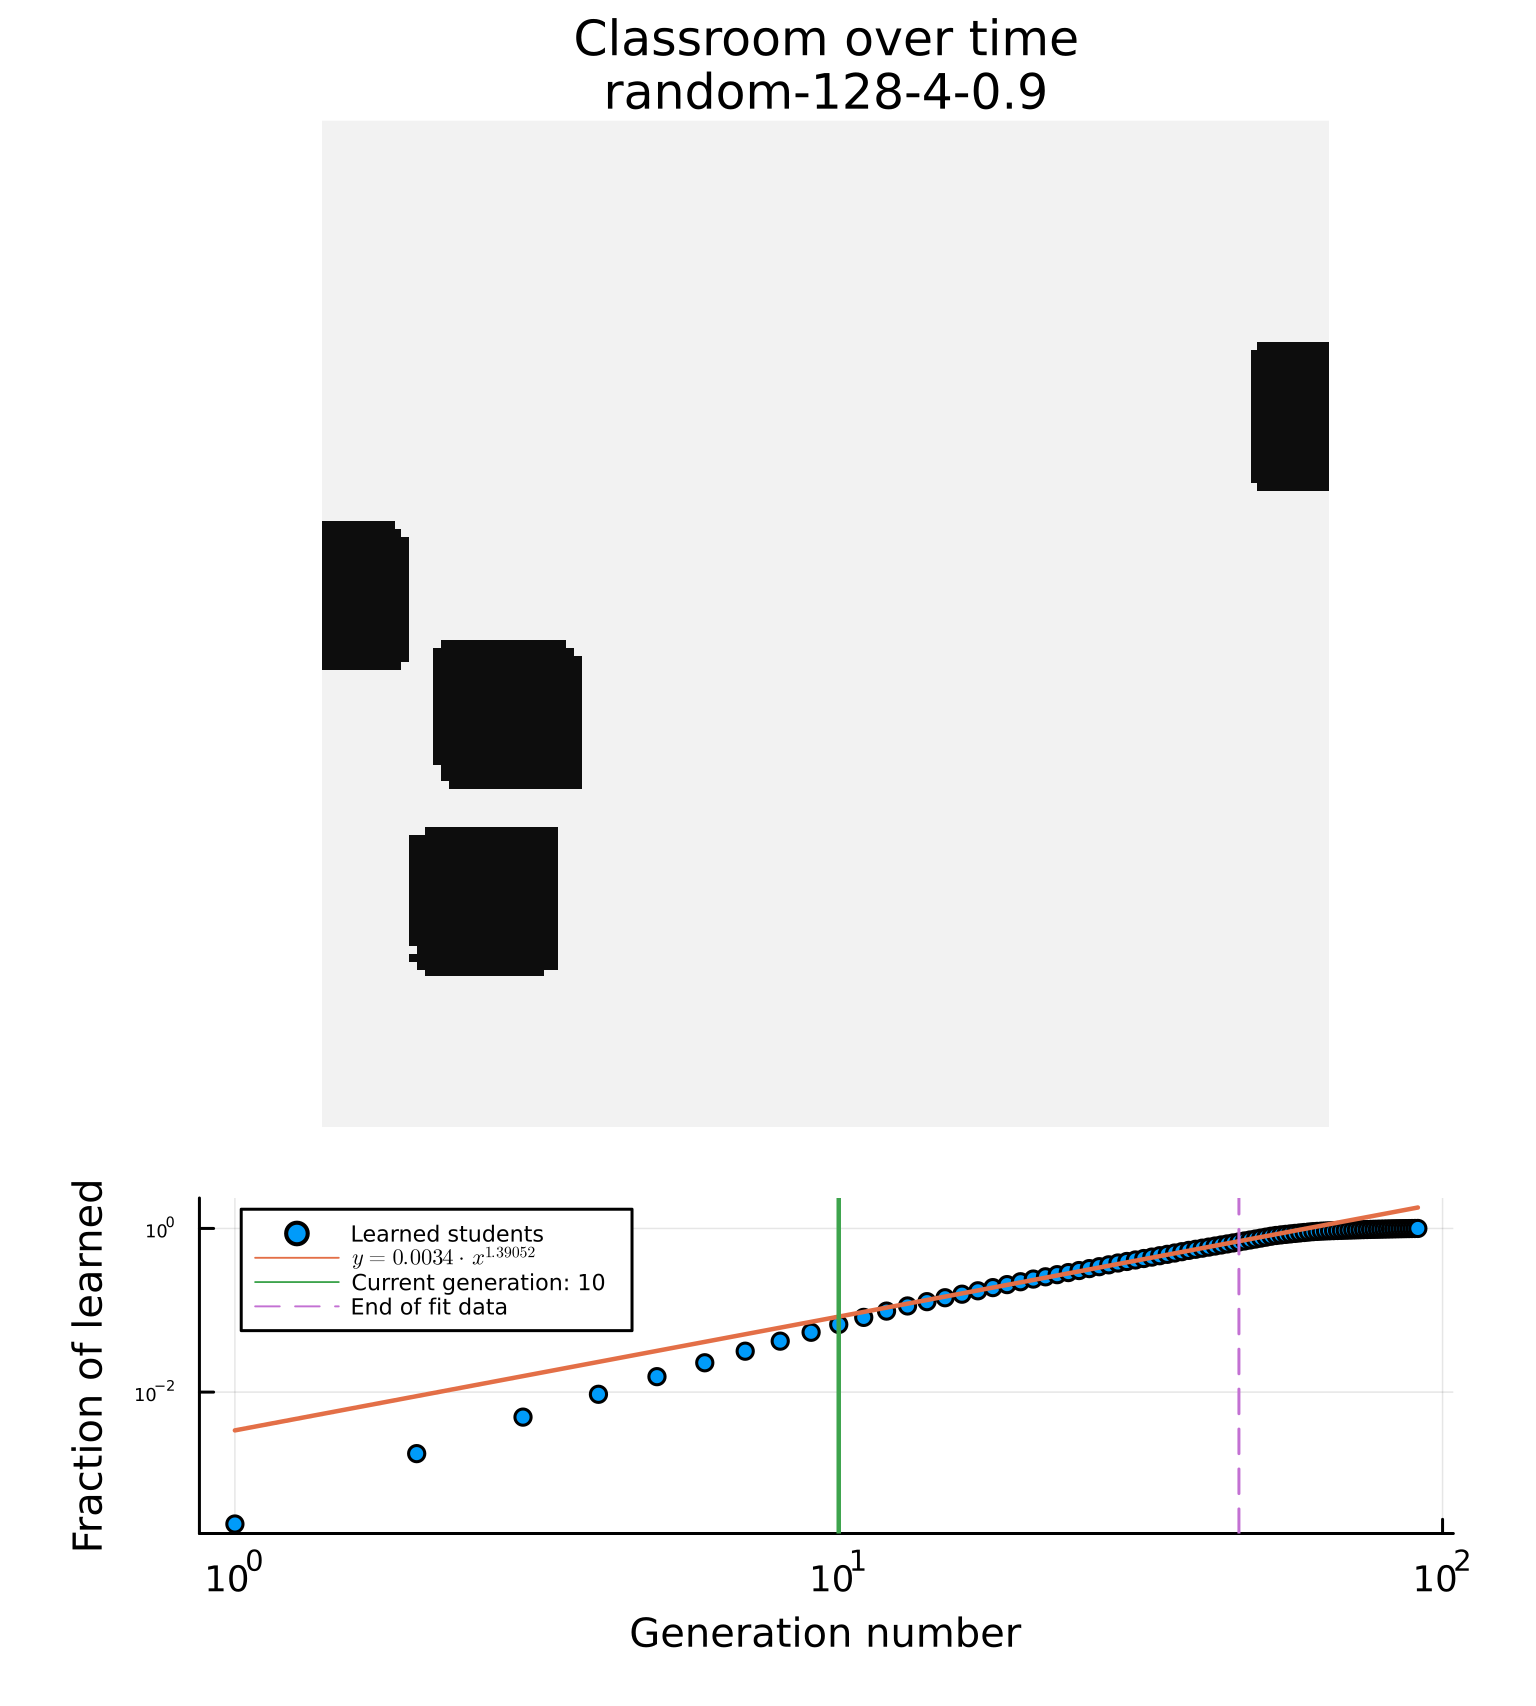 Classroom over time
random-128-4-0.9
Fraction of learned
10^0
10^-2
Learned students
y = 0.0034 · x^1.39052
Current generation: 10
End of fit data
10^0
10^1
10^2
Generation number